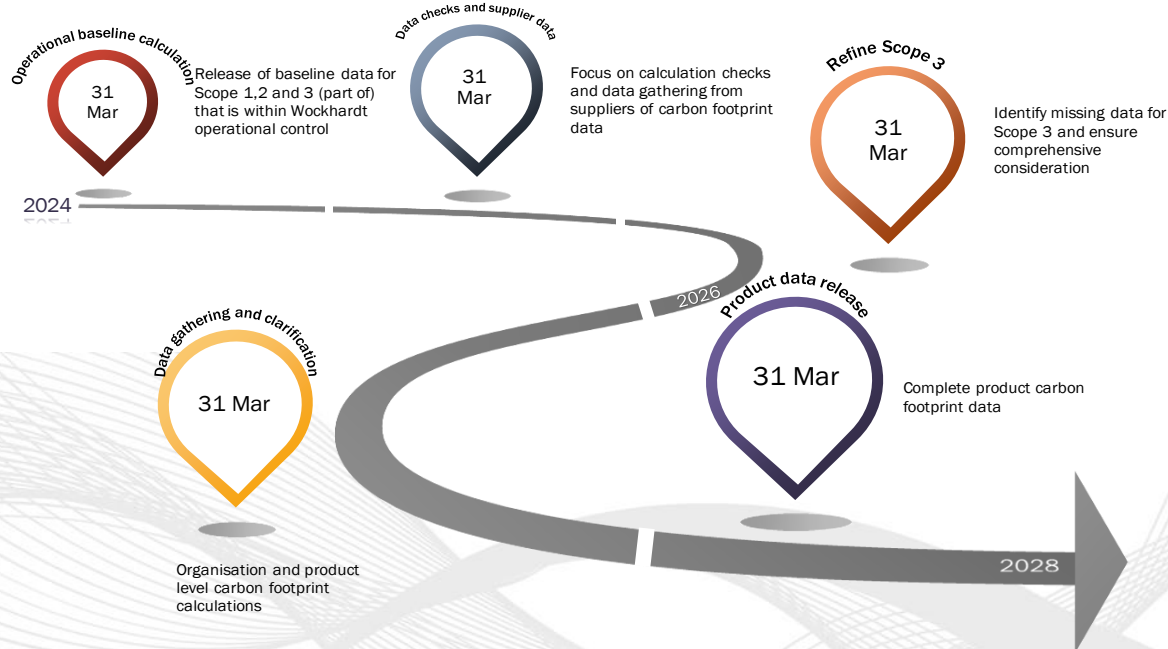 Operational baseline calculation
31
Mar
Release of baseline data for
Scope 1,2 and 3 (part of)
that is within Wockhardt
operational control
Data checks and supplier data
31
Mar
Focus on calculation checks
and data gathering from
suppliers of carbon footprint
data
Refine Scope 3
31
Mar
Identify missing data for
Scope 3 and ensure
comprehensive
consideration
2024
2026
Data gathering and clarification
31 Mar
Organisation and product
level carbon footprint
calculations
Product data release
31 Mar
Complete product carbon
footprint data
2028